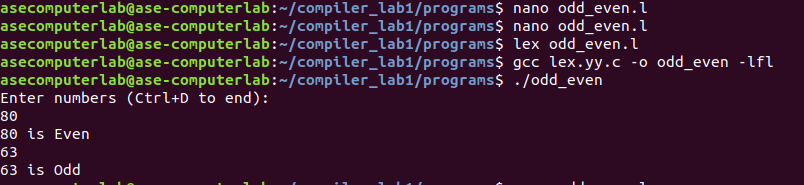 asecomputerlab@ase-computerlab:~/compiler_lab1/programs$ nano odd_even.l
asecomputerlab@ase-computerlab:~/compiler_lab1/programs$ nano odd_even.l
asecomputerlab@ase-computerlab:~/compiler_lab1/programs$ lex odd_even.l
asecomputerlab@ase-computerlab:~/compiler_lab1/programs$ gcc lex.yy.c -o odd_even -lfl
asecomputerlab@ase-computerlab:~/compiler_lab1/programs$ ./odd_even
Enter numbers (Ctrl+D to end):
80
80 is Even
63
63 is Odd